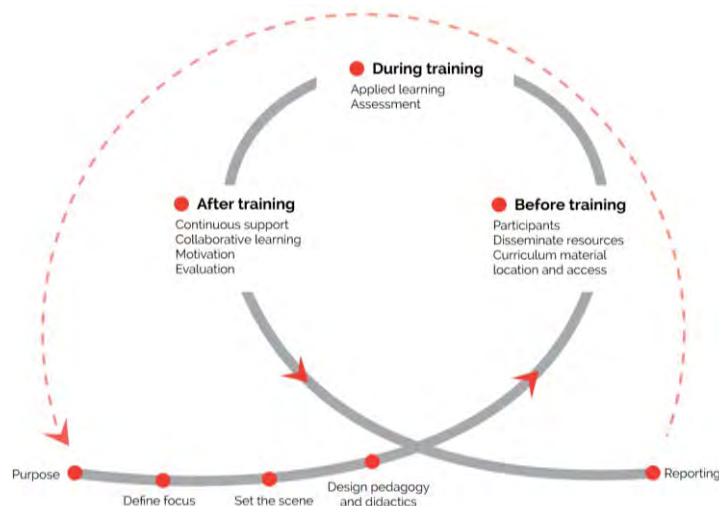 During training
Applied learning
Assessment
After training
Continuous support
Collaborative learning
Motivation
Evaluation
Before training
Participants
Disseminate resources
Curriculum material
location and access
Purpose
Define focus
Set the scene
Design pedagogy
and didactics
Reporting